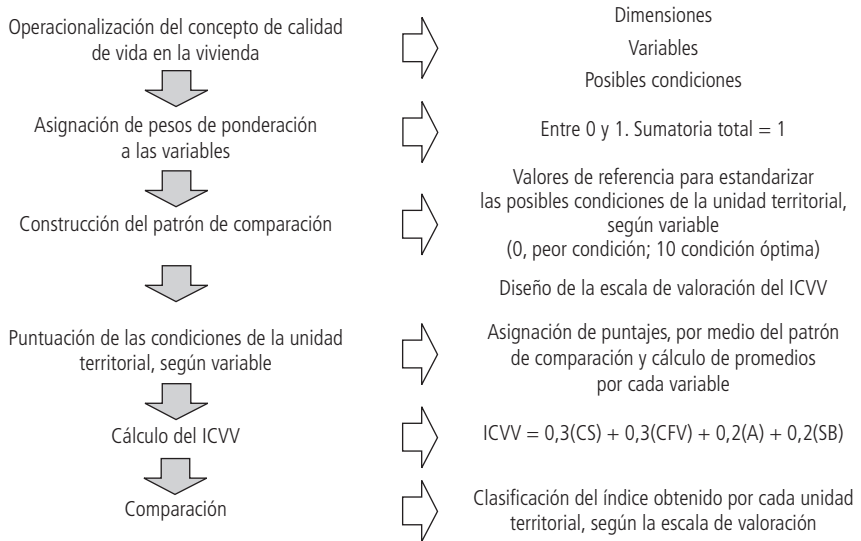 Operacionalización del concepto de calidad
de vida en la vivienda
Dimensiones
Variables
Posibles condiciones
Asignación de pesos de ponderación
a las variables
Entre 0 y 1. Sumatoria total = 1
Construcción del patrón de comparación
Valores de referencia para estandarizar
las posibles condiciones de la unidad territorial,
según variable
(0, peor condición; 10 condición óptima)
Diseño de la escala de valoración del ICVV
Puntuación de las condiciones de la unidad
territorial, según variable
Asignación de puntajes, por medio del patrón
de comparación y cálculo de promedios
por cada variable
Cálculo del ICVV
ICVV = 0,3(CS) + 0,3(CFV) + 0,2(A) + 0,2(SB)
Comparación
Clasificación del índice obtenido por cada unidad
territorial, según la escala de valoración